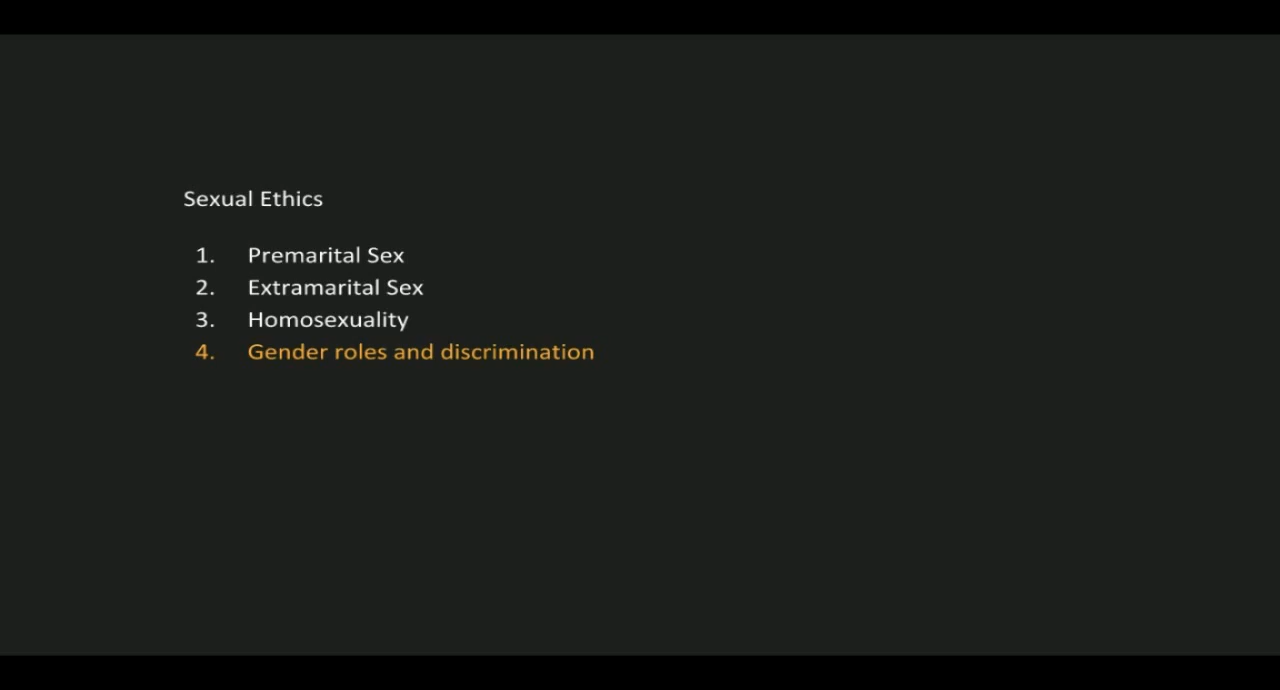 Sexual Ethics
1. Premarital Sex
2. Extramarital Sex
3. Homosexuality
4. Gender roles and discrimination